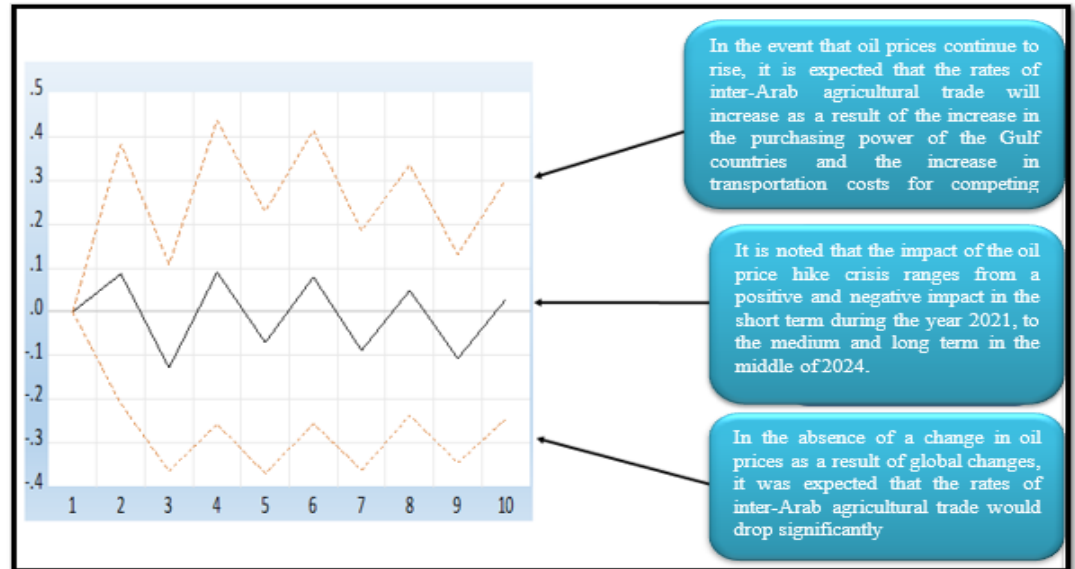 .5
.4
.3
.2
.1
.0
-.1
-.2
-.3
-.4
1 2 3 4 5 6 7 8 9 10
In the event that oil prices continue to
rise, it is expected that the rates of
inter-Arab agricultural trade will
increase as a result of the increase in
the purchasing power of the Gulf
countries and the increase in
transportation costs for competing
It is noted that the impact of the oil
price hike crisis ranges from a
positive and negative impact in the
short term during the year 2021, to
the medium and long term in the
middle of 2024.
In the absence of a change in oil
prices as a result of global changes,
it was expected that the rates of
inter-Arab agricultural trade would
drop significantly